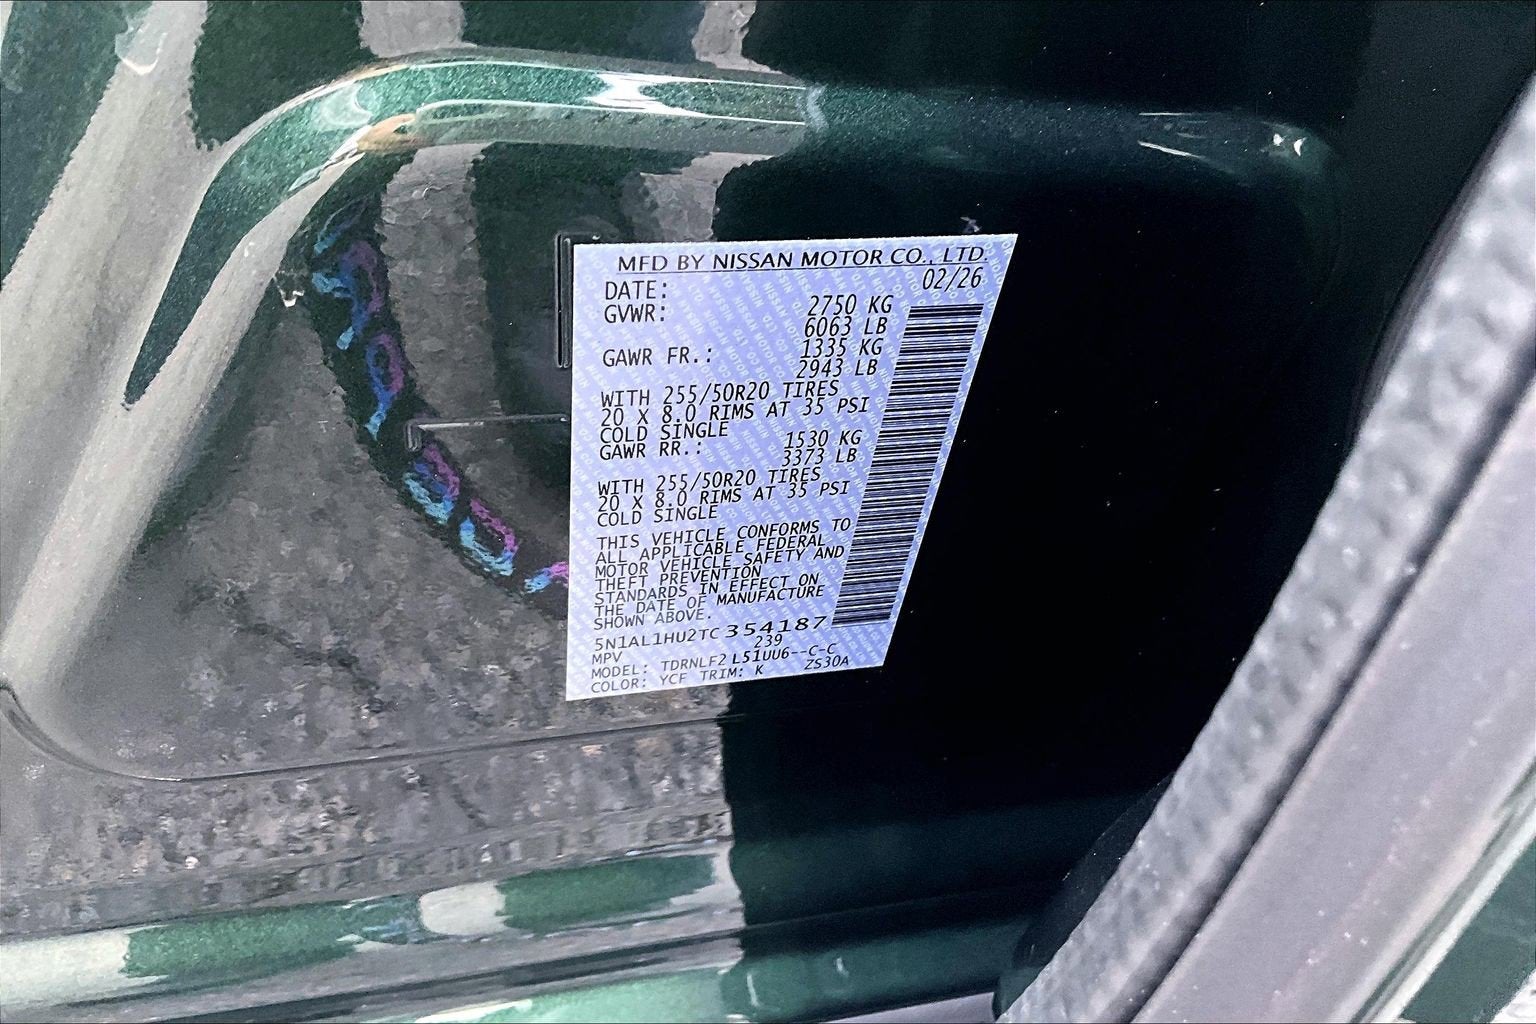 MFD BY NISSAN MOTOR CO., LTD.
DATE: 02/26
GVWR: 2750 KG
6063 LB
GAWR FR.: 1335 KG
2943 LB
WITH 255/50R20 TIRES
20 X 8.0 RIMS AT 35 PSI
COLD SINGLE
GAWR RR.: 1530 KG
3373 LB
WITH 255/50R20 TIRES
20 X 8.0 RIMS AT 35 PSI
COLD SINGLE
THIS VEHICLE CONFORMS TO
ALL APPLICABLE FEDERAL
MOTOR VEHICLE SAFETY AND
THEFT PREVENTION
STANDARDS IN EFFECT ON
THE DATE OF MANUFACTURE
SHOWN ABOVE.
5N1AL1HU2TC354187
MPV 239
MODEL: TDRNLF2 L51UU6--C-C
COLOR: YCF TRIM: K ZS30A